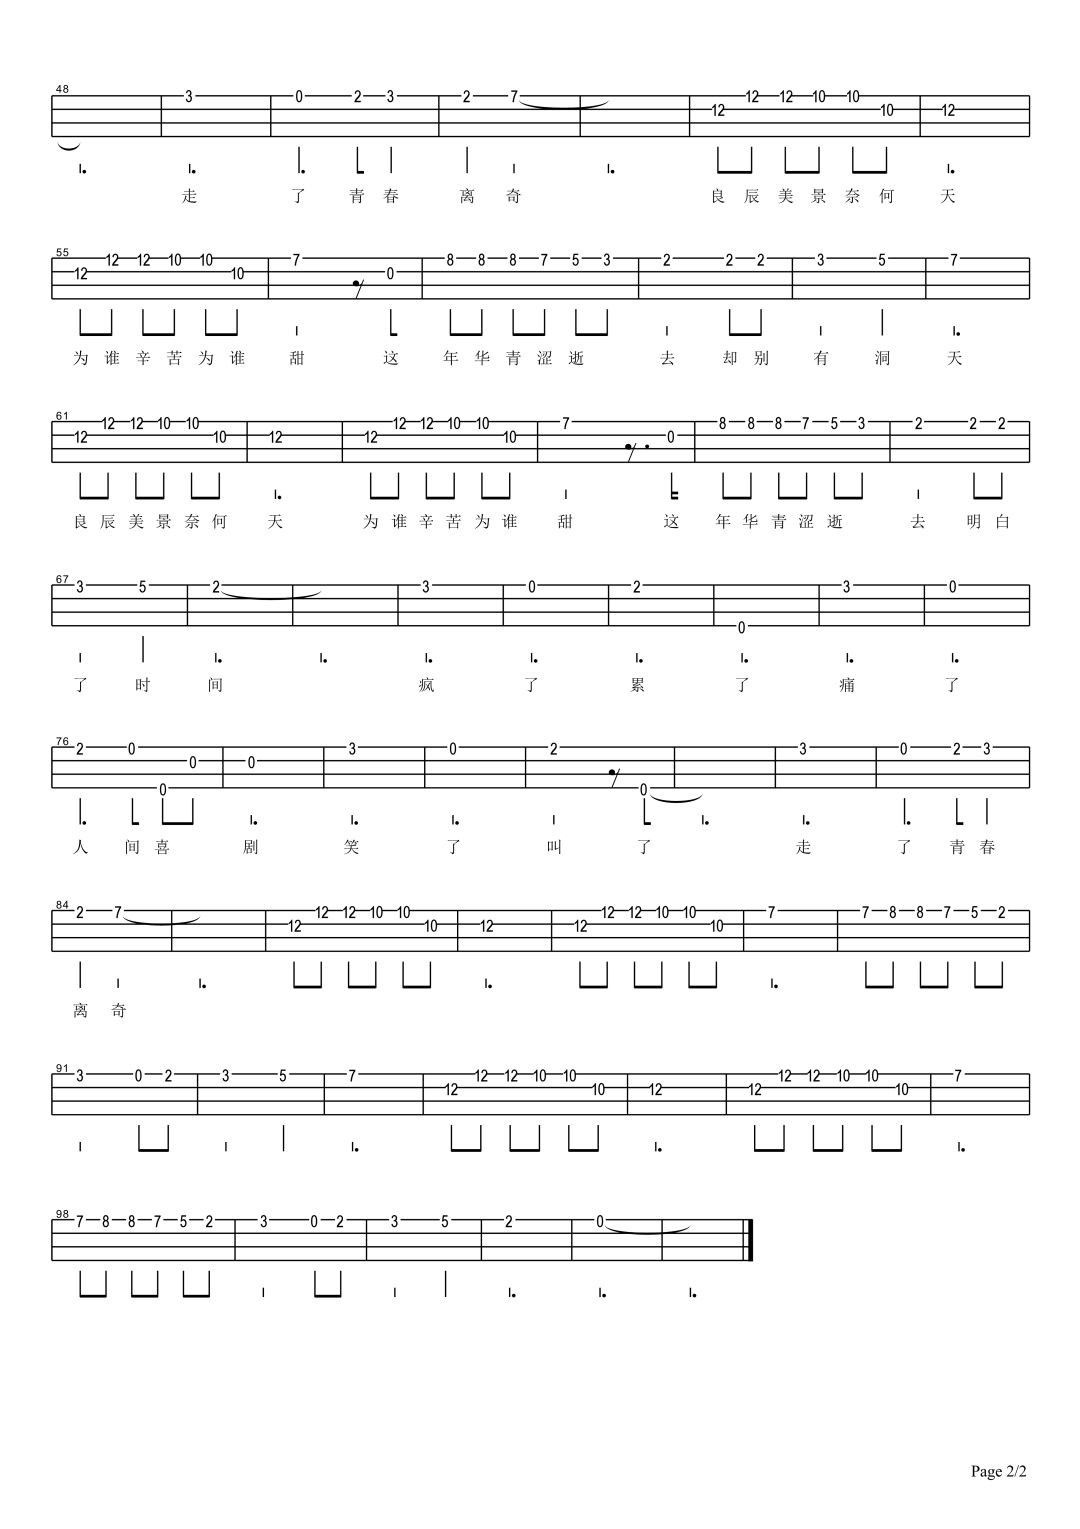 48 3 0 2 3 2 7 12 12 12 10 10 10 12
走 了 青 春 离 奇 良 辰 美 景 奈 何 天
55 12 12 12 10 10 10 7 0 8 8 8 7 5 3 2 2 2 3 5 7
为 谁 辛 苦 为 谁 甜 这 年 华 青 涩 逝 去 却 别 有 洞 天
61 12 12 12 10 10 10 12 12 12 12 10 10 10 7 0 8 8 8 7 5 3 2 2 2
良 辰 美 景 奈 何 天 为 谁 辛 苦 为 谁 甜 这 年 华 青 涩 逝 去 明 白
67 3 5 2 3 0 2 0 3 0
了 时 间 疯 了 累 了 痛 了
76 2 0 0 0 0 3 0 2 0 3 0 2 3
人 间 喜 剧 笑 了 叫 了 走 了 青 春
84 2 7 12 12 12 10 10 10 12 12 12 12 10 10 10 7 7 8 8 7 5 2
离 奇
91 3 0 2 3 5 7 12 12 12 10 10 10 12 12 12 12 10 10 10 7
98 7 8 8 7 5 2 3 0 2 3 5 2 0
Page 2/2